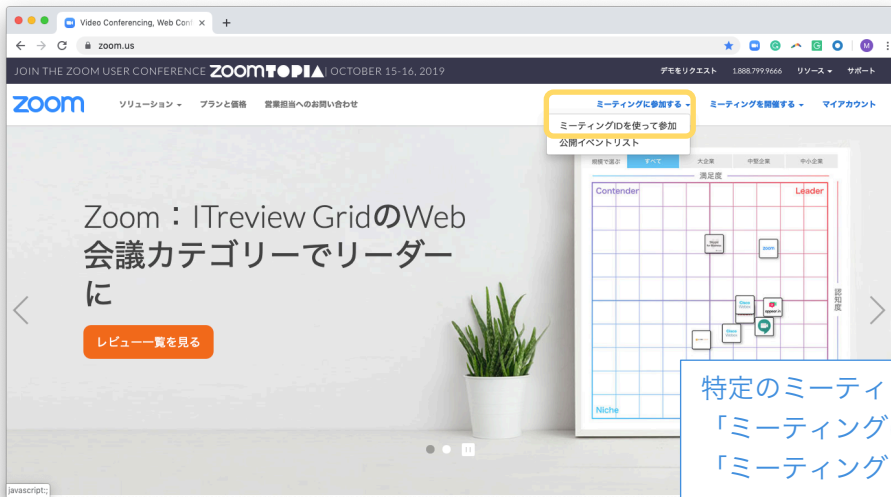 Video Conferencing, Web Conf
zoom.us
M
JOIN THE ZOOM USER CONFERENCE ZOOMTOPIA | OCTOBER 15-16, 2019
デモをリクエスト 1.888.799.9666 リソース サポート
zoom ソリューション プランと価格 営業担当へのお問い合わせ ミーティングに参加する ミーティングを開催する マイアカウント
ミーティングIDを使って参加
公開イベントリスト
規模で選ぶ すべて 大企業 中堅企業 中小企業
満足度
Contender Leader
zoom
認知度
appear.in
Niche
Zoom：ITreview GridのWeb
会議カテゴリーでリーダー
に
レビュー一覧を見る
特定のミーティ
「ミーティング
「ミーティング
javascript:;